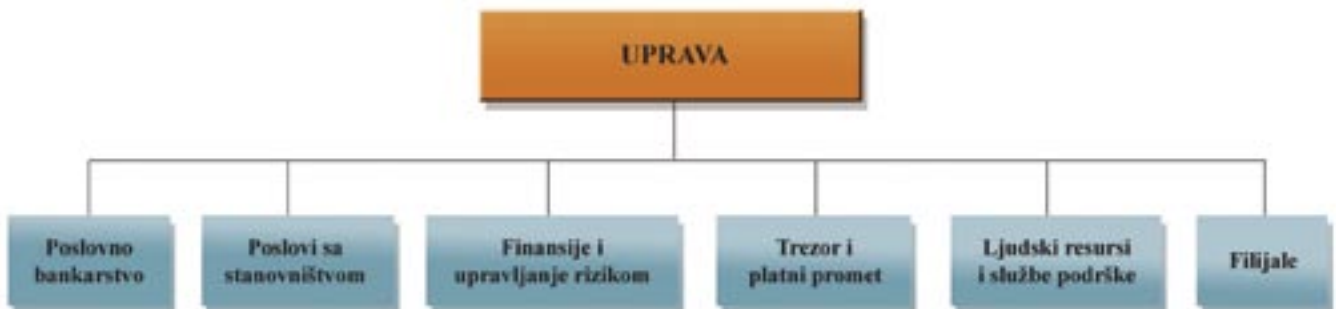 UPRAVA
Poslovno
bankarstvo
Poslovi sa
stanovništvom
Finansije i
upravljanje rizikom
Trezor i
platni promet
Ljudski resursi
i službe podrške
Filijale